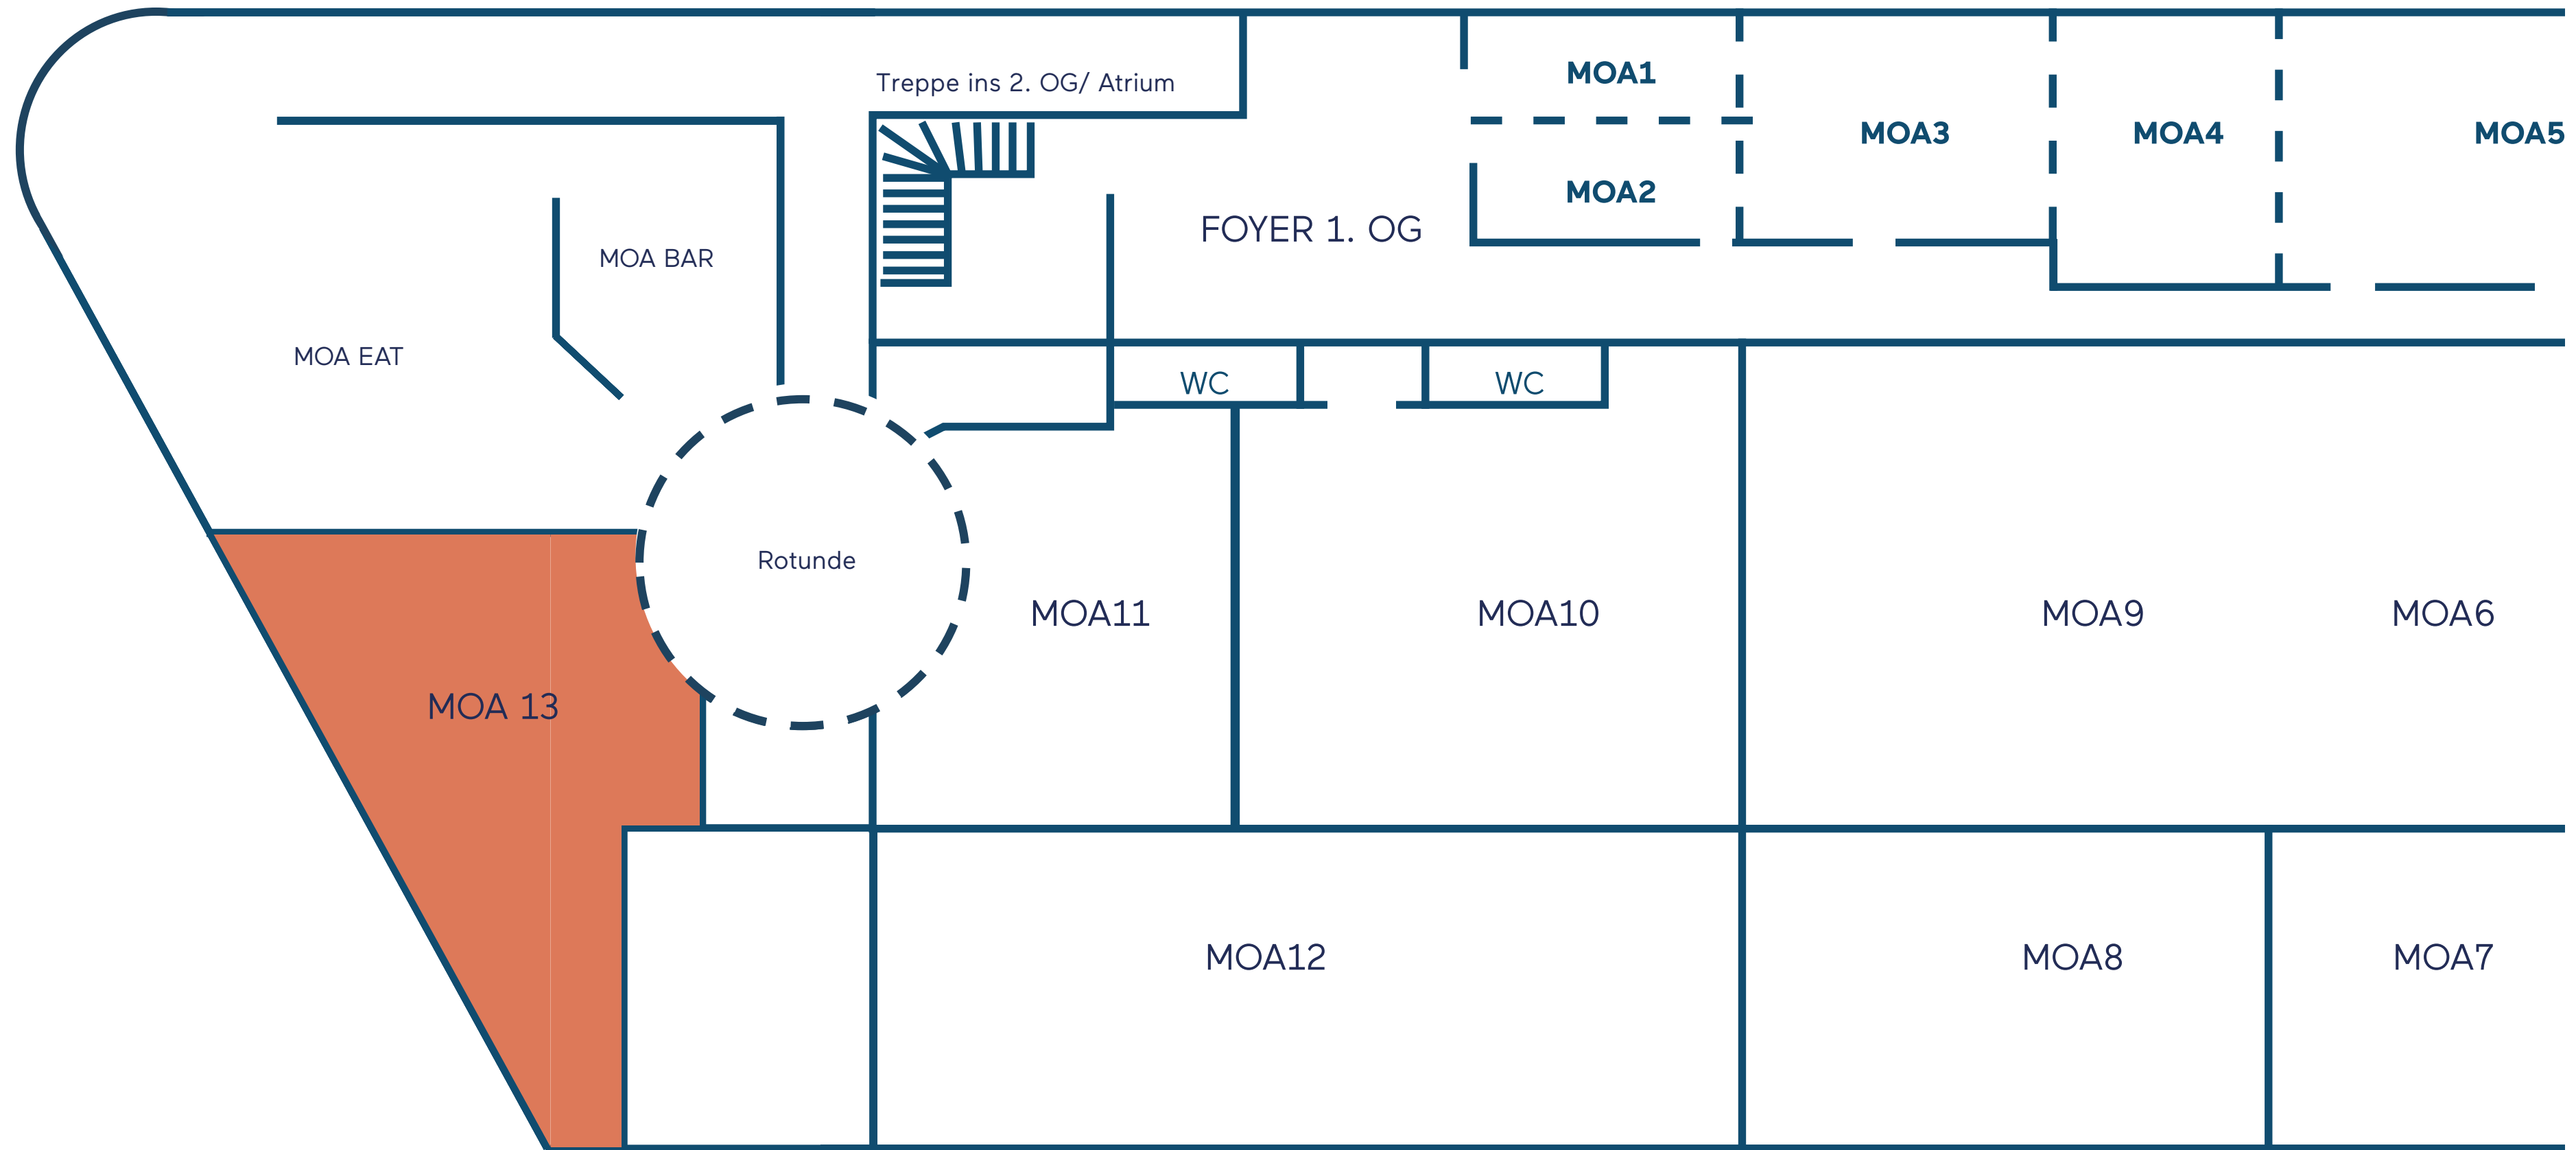 Treppe ins 2. OG/ Atrium
MOA1
MOA2
MOA3
MOA4
MOA5
FOYER 1. OG
MOA BAR
MOA EAT
WC
WC
Rotunde
MOA11
MOA10
MOA9
MOA6
MOA 13
MOA12
MOA8
MOA7